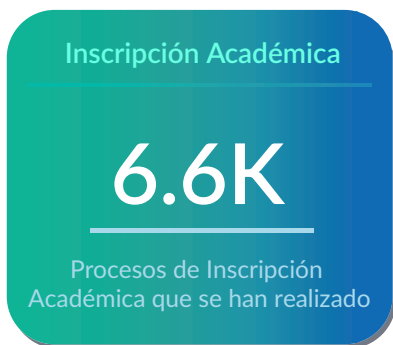 Inscripción Académica
6.6K
Procesos de Inscripción
Académica que se han realizado